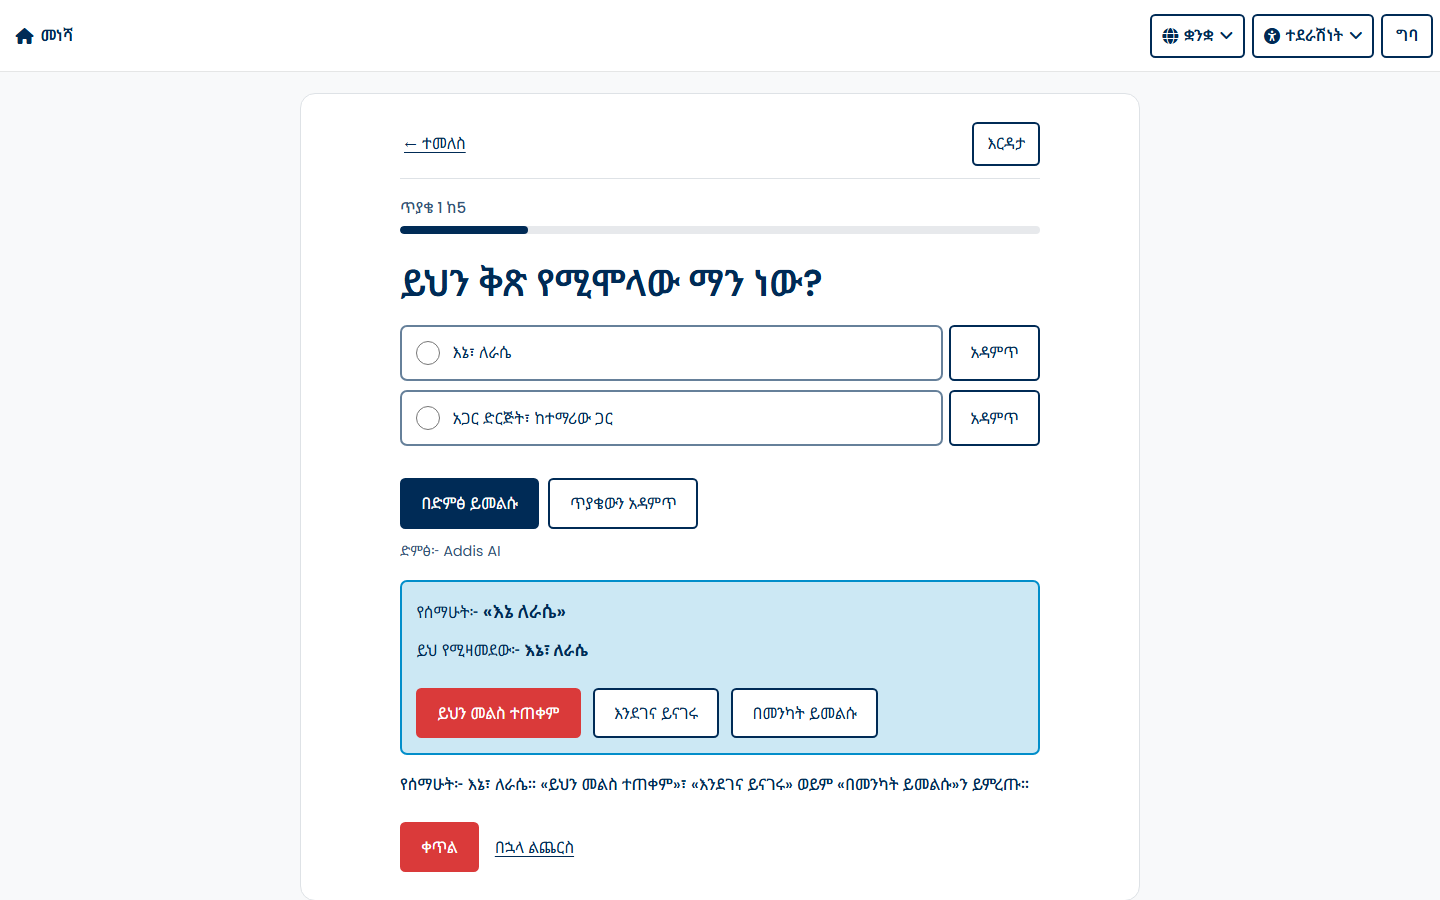 መነሻ
ቋንቋ
ተደራሽነት
ግባ
← ተመለስ
እርዳታ
ጥያቄ 1 ከ5
ይህን ቅጽ የሚሞላው ማን ነው?
እኔ፣ ለራሴ
አዳምጥ
አጋር ድርጅት፣ ከተማሪው ጋር
አዳምጥ
በድምፅ ይመልሱ
ጥያቄውን አዳምጥ
ድምፅ፦ Addis AI
የሰማሁት፦ «እኔ ለራሴ»
ይህ የሚዛመደው፦ እኔ፣ ለራሴ
ይህን መልስ ተጠቀም
እንደገና ይናገሩ
በመንካት ይመልሱ
የሰማሁት፦ እኔ፣ ለራሴ። «ይህን መልስ ተጠቀም»፣ «እንደገና ይናገሩ» ወይም «በመንካት ይመልሱ»ን ይምረጡ።
ቀጥል
በኋላ ልጨርስ